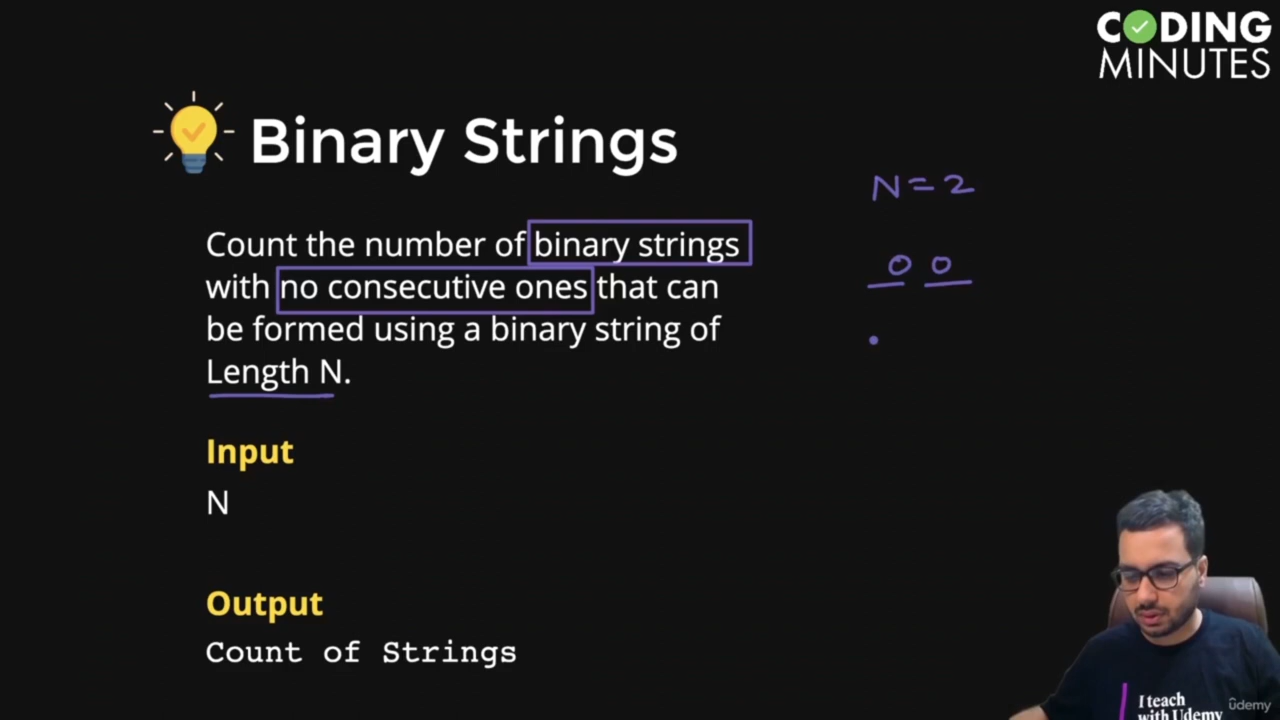 CODING
MINUTES
Binary Strings
N=2
Count the number of binary strings
with no consecutive ones that can
be formed using a binary string of
Length N.
0 0
Input
N
Output
Count of Strings
I teach
with Udemy
ûdemy